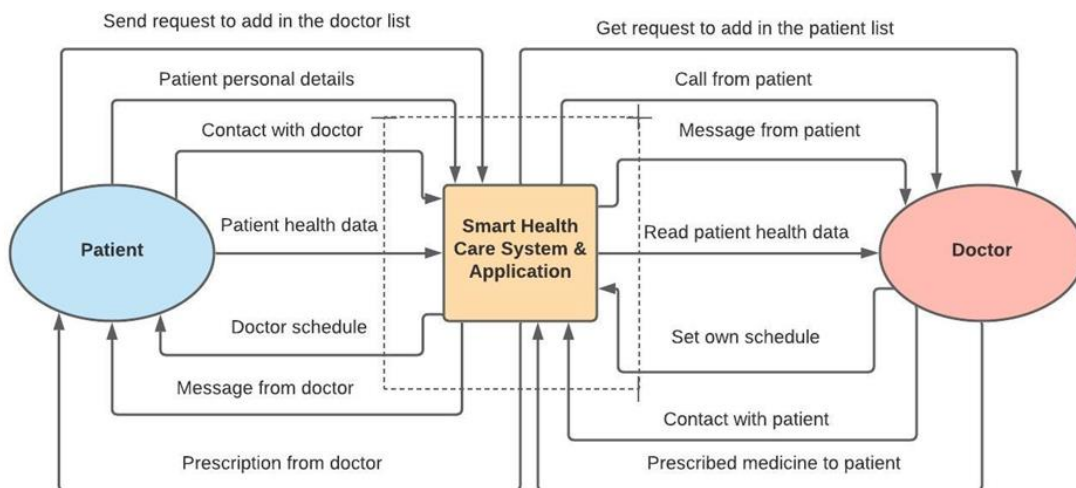 Send request to add in the doctor list
Get request to add in the patient list
Patient personal details
Call from patient
Contact with doctor
Message from patient
Patient
Patient health data
Smart Health
Care System &
Application
Read patient health data
Doctor
Doctor schedule
Set own schedule
Message from doctor
Contact with patient
Prescription from doctor
Prescribed medicine to patient